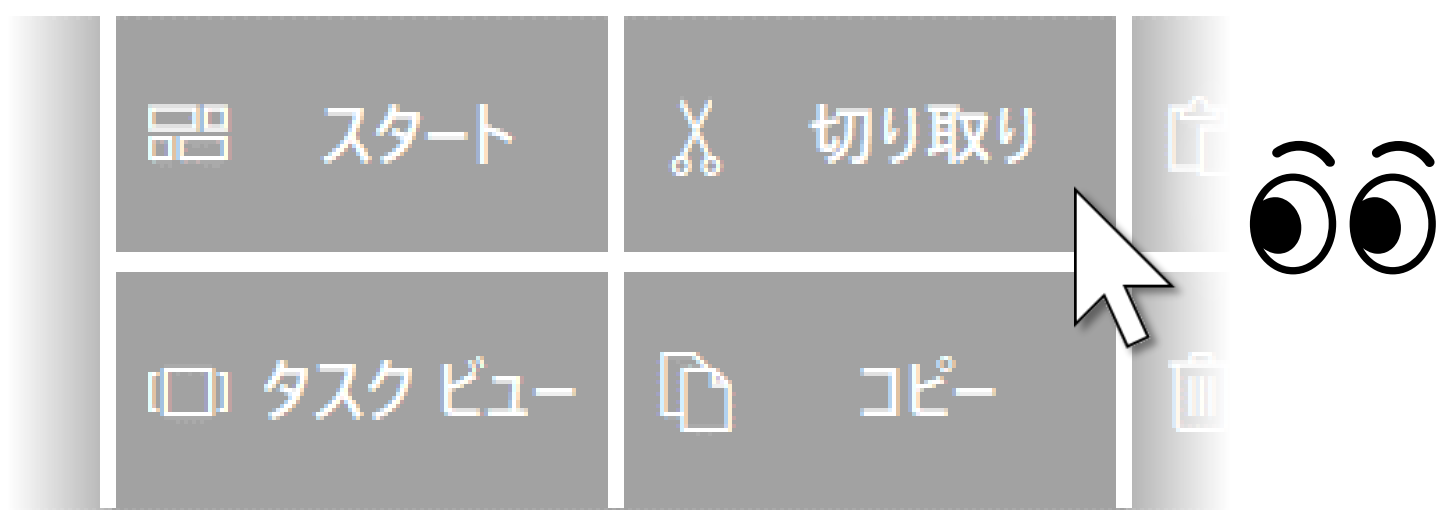 スタート
切り取り
タスク ビュー
コピー